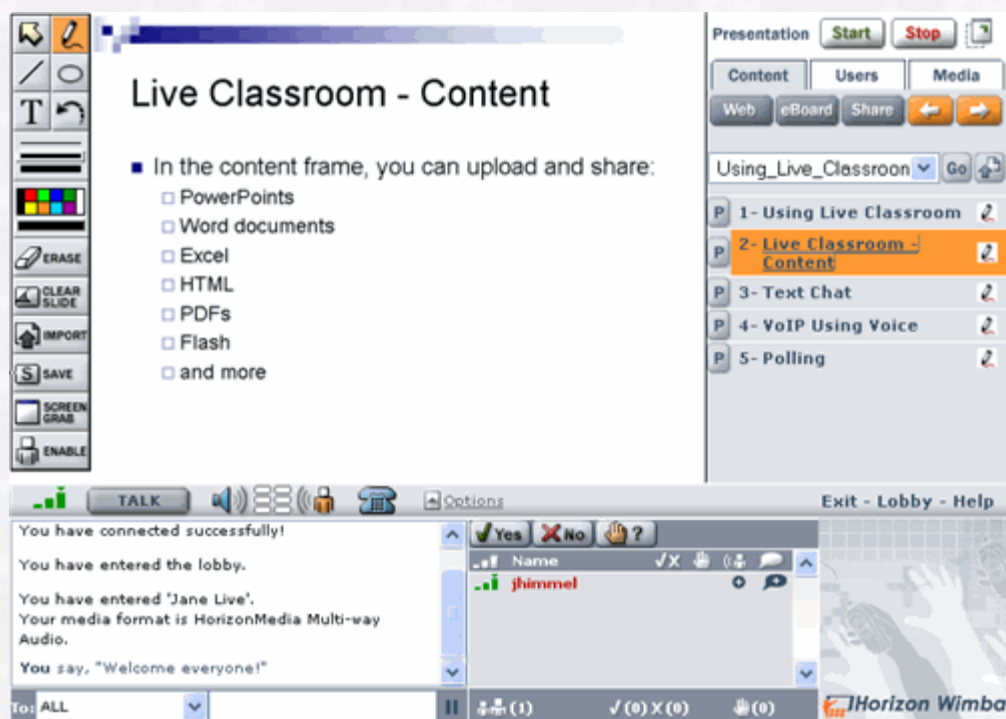 Presentation Start Stop
Content Users Media
Web eBoard Share
Using_Live_Classroon Go
P 1- Using Live Classroom
P 2- Live Classroom -
Content
P 3- Text Chat
P 4- VoIP Using Voice
P 5- Polling
T
ERASE
CLEAR
SLIDE
IMPORT
S SAVE
SCREEN
GRAB
ENABLE
Live Classroom - Content
In the content frame, you can upload and share:
PowerPoints
Word documents
Excel
HTML
PDFs
Flash
and more
TALK Options Exit - Lobby - Help
You have connected successfully!
You have entered the lobby.
You have entered 'Jane Live'.
Your media format is HorizonMedia Multi-way
Audio.
You say, "Welcome everyone!"
To: ALL
Yes No ?
Name
jhimmel
(1) (0) X (0) (0)
Horizon Wimba